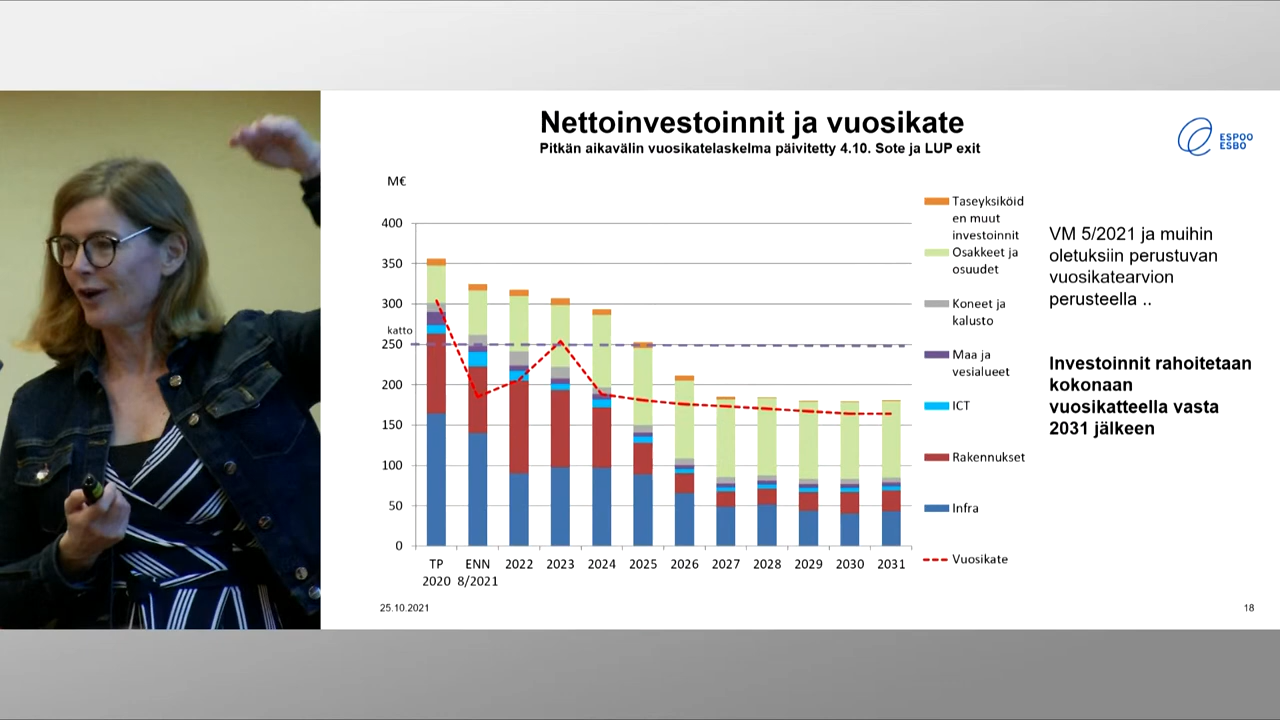 Nettoinvestoinnit ja vuosikate
Pitkän aikavälin vuosikatelaskelma päivitetty 4.10. Sote ja LUP exit
ESPOO
ESBO
M€
400
350
300
katto
250
200
150
100
50
0
TP
2020
ENN
8/2021
2022
2023
2024
2025
2026
2027
2028
2029
2030
2031
Taseyksiköid
en muut
investoinnit
Osakkeet ja
osuudet
Koneet ja
kalusto
Maa ja
vesialueet
ICT
Rakennukset
Infra
Vuosikate
VM 5/2021 ja muihin
oletuksiin perustuvan
vuosikatearvion
perusteella ..
Investoinnit rahoitetaan
kokonaan
vuosikatteella vasta
2031 jälkeen
25.10.2021
18